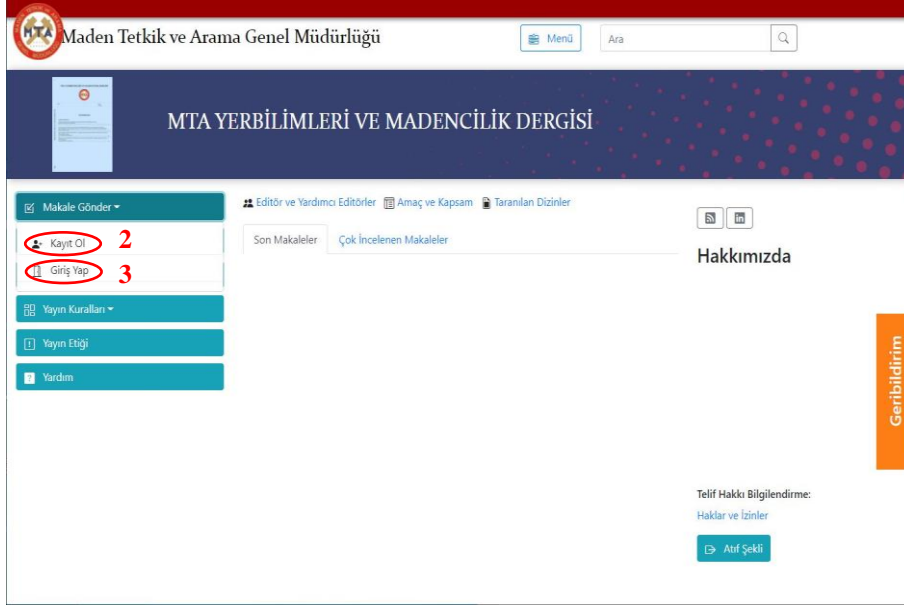 MTA
Maden Tetkik ve Arama Genel Müdürlüğü
Menü
Ara
MTA YERBİLİMLERİ VE MADENCİLİK DERGİSİ
Makale Gönder
Kayıt Ol 2
Giriş Yap 3
Yayın Kuralları
Yayın Etiği
Yardım
Editör ve Yardımcı Editörler Amaç ve Kapsam Taranılan Dizinler
Son Makaleler Çok İncelenen Makaleler
Hakkımızda
Geribildirim
Telif Hakkı Bilgilendirme:
Haklar ve İzinler
Atıf Şekli